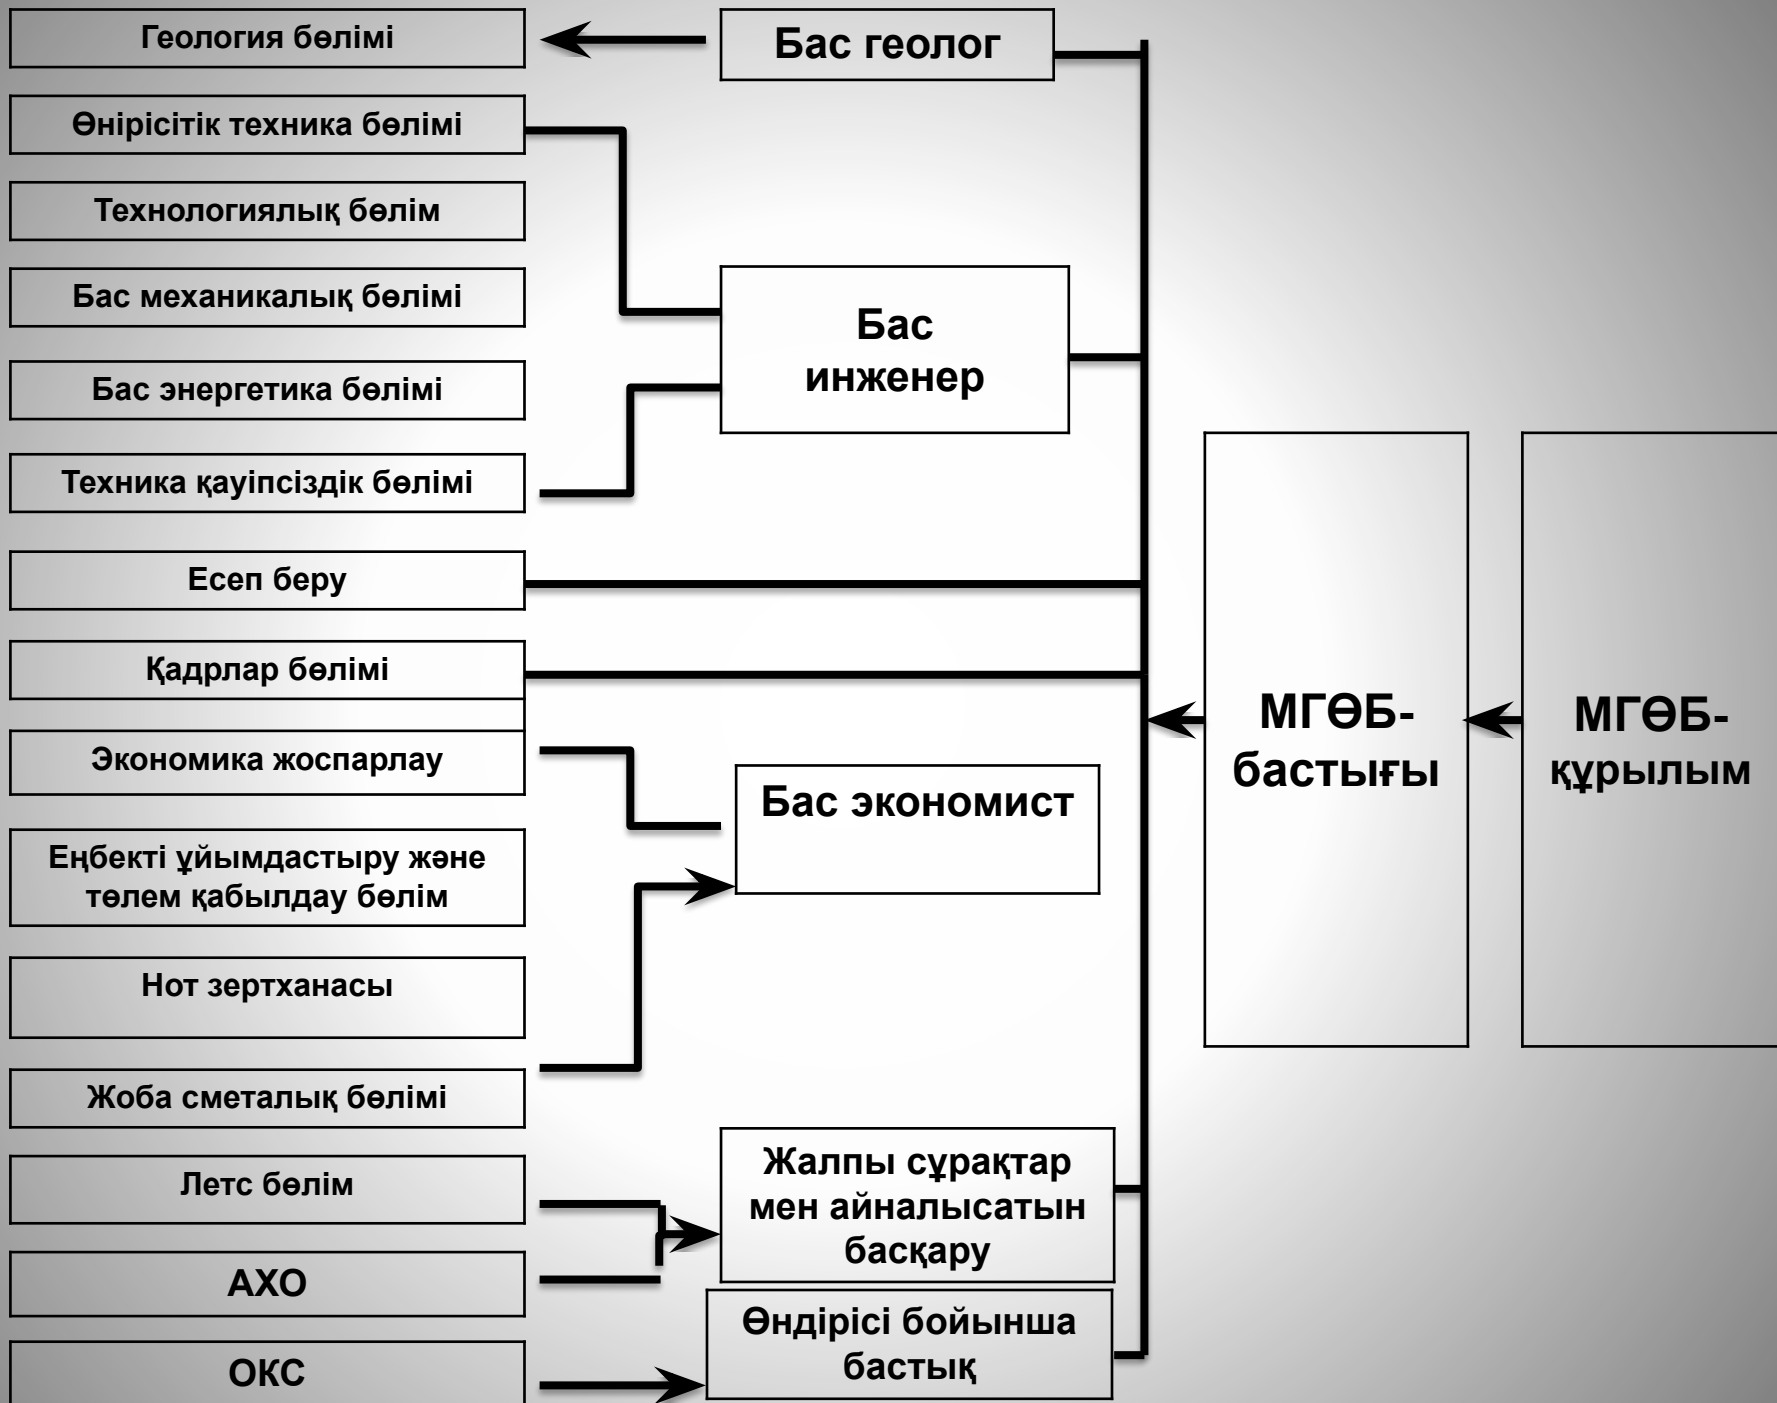 Геология бөлімі
Өнірісітік техника бөлімі
Технологиялық бөлім
Бас механикалық бөлімі
Бас энергетика бөлімі
Техника қауіпсіздік бөлімі
Есеп беру
Қадрлар бөлімі
Экономика жоспарлау
Еңбекті ұйымдастыру және
төлем қабылдау бөлім
Нот зертханасы
Жоба сметалық бөлімі
Летс бөлім
АХО
ОКС
Бас геолог
Бас
инженер
Бас экономист
Жалпы сұрақтар
мен айналысатын
басқару
Өндірісі бойынша
бастық
МГӨБ-
бастығы
МГӨБ-
құрылым